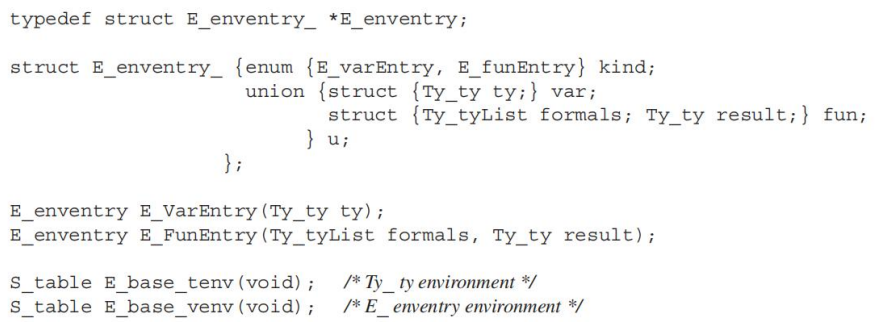 typedef struct E_enventry_ *E_enventry;
struct E_enventry_ {enum {E_varEntry, E_funEntry} kind;
union {struct {Ty_ty ty;} var;
struct {Ty_tyList formals; Ty_ty result;} fun;
} u;
};
E_enventry E_VarEntry(Ty_ty ty);
E_enventry E_FunEntry(Ty_tyList formals, Ty_ty result);
S_table E_base_tenv(void); /* Ty_ ty environment */
S_table E_base_venv(void); /* E_ enventry environment */